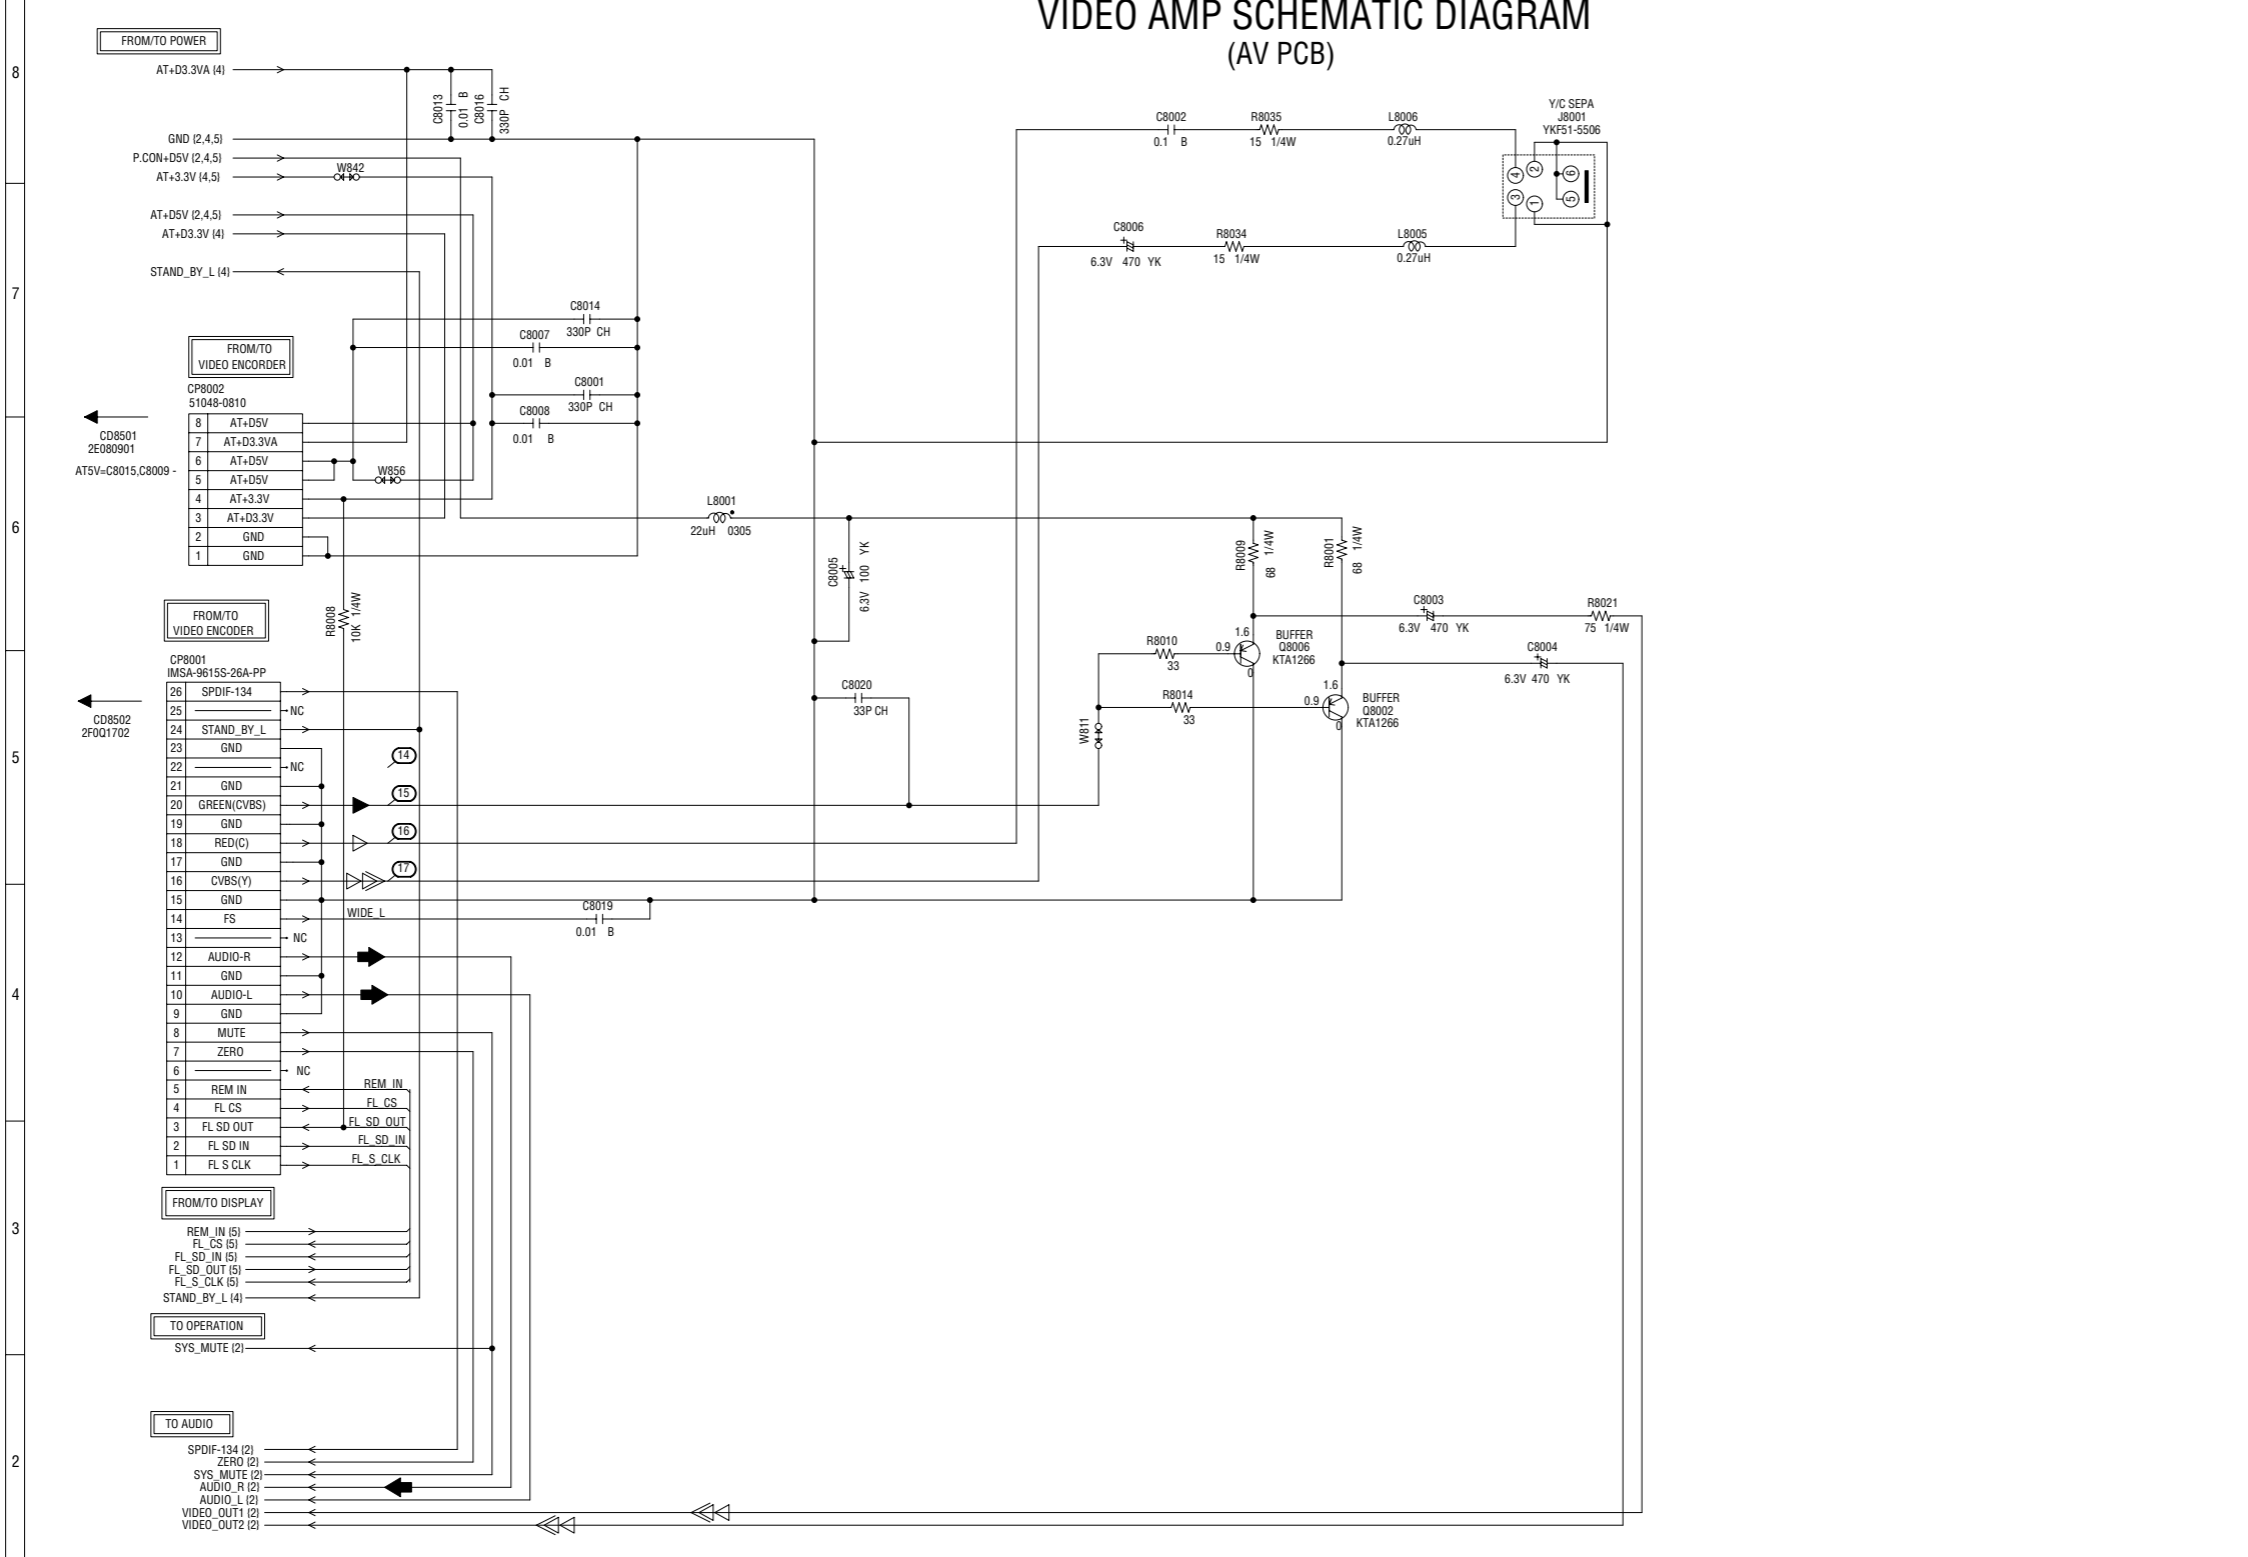 VIDEO AMP SCHEMATIC DIAGRAM
(AV PCB)
8
7
6
5
4
3
2
FROM/TO POWER
AT+D3.3VA (4)
GND (2,4,5)
P.CON+D5V (2,4,5)
AT+3.3V (4,5)
AT+D5V (2,4,5)
AT+D3.3V (4)
STAND_BY_L (4)
W842
C8013
0.01 B
C8016
330P CH
C8014
330P CH
C8007
0.01 B
C8001
330P CH
C8008
0.01 B
C8002
0.1 B
R8035
15 1/4W
L8006
0.27uH
Y/C SEPA
J8001
YKF51-5506
4
2
6
3
1
5
C8006
6.3V 470 YK
R8034
15 1/4W
L8005
0.27uH
FROM/TO
VIDEO ENCORDER
CP8002
51048-0810
CD8501
2E080901
AT5V=C8015,C8009 -
8 AT+D5V
7 AT+D3.3VA
6 AT+D5V
5 AT+D5V
4 AT+3.3V
3 AT+D3.3V
2 GND
1 GND
W856
L8001
22uH 0305
C8005
6.3V 100 YK
R8009
68 1/4W
R8001
68 1/4W
R8008
10K 1/4W
C8003
6.3V 470 YK
R8021
75 1/4W
C8004
6.3V 470 YK
R8010
33
1.6
0.9
0
BUFFER
Q8006
KTA1266
R8014
33
1.6
0.9
0
BUFFER
Q8002
KTA1266
C8020
33P CH
W811
FROM/TO
VIDEO ENCODER
CP8001
IMSA-9615S-26A-PP
CD8502
2F0Q1702
26 SPDIF-134
25 NC
24 STAND_BY_L
23 GND
22 NC
21 GND
20 GREEN(CVBS)
19 GND
18 RED(C)
17 GND
16 CVBS(Y)
15 GND
14 FS
13 NC
12 AUDIO-R
11 GND
10 AUDIO-L
9 GND
8 MUTE
7 ZERO
6 NC
5 REM IN
4 FL CS
3 FL SD OUT
2 FL SD IN
1 FL S CLK
14
15
16
17
WIDE_L
C8019
0.01 B
REM_IN
FL_CS
FL_SD_OUT
FL_SD_IN
FL_S_CLK
FROM/TO DISPLAY
REM_IN (5)
FL_CS (5)
FL_SD_IN (5)
FL_SD_OUT (5)
FL_S_CLK (5)
STAND_BY_L (4)
TO OPERATION
SYS_MUTE (2)
TO AUDIO
SPDIF-134 (2)
ZERO (2)
SYS_MUTE (2)
AUDIO_R (2)
AUDIO_L (2)
VIDEO_OUT1 (2)
VIDEO_OUT2 (2)